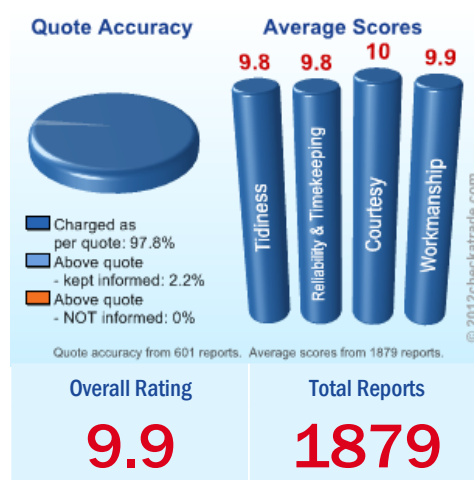 Quote Accuracy
Average Scores
9.8
9.8
10
9.9
Tidiness
Reliability & Timekeeping
Courtesy
Workmanship
Charged as
per quote: 97.8%
Above quote
- kept informed: 2.2%
Above quote
- NOT informed: 0%
© 2012checkatrade.com
Quote accuracy from 601 reports. Average scores from 1879 reports.
Overall Rating
Total Reports
9.9
1879